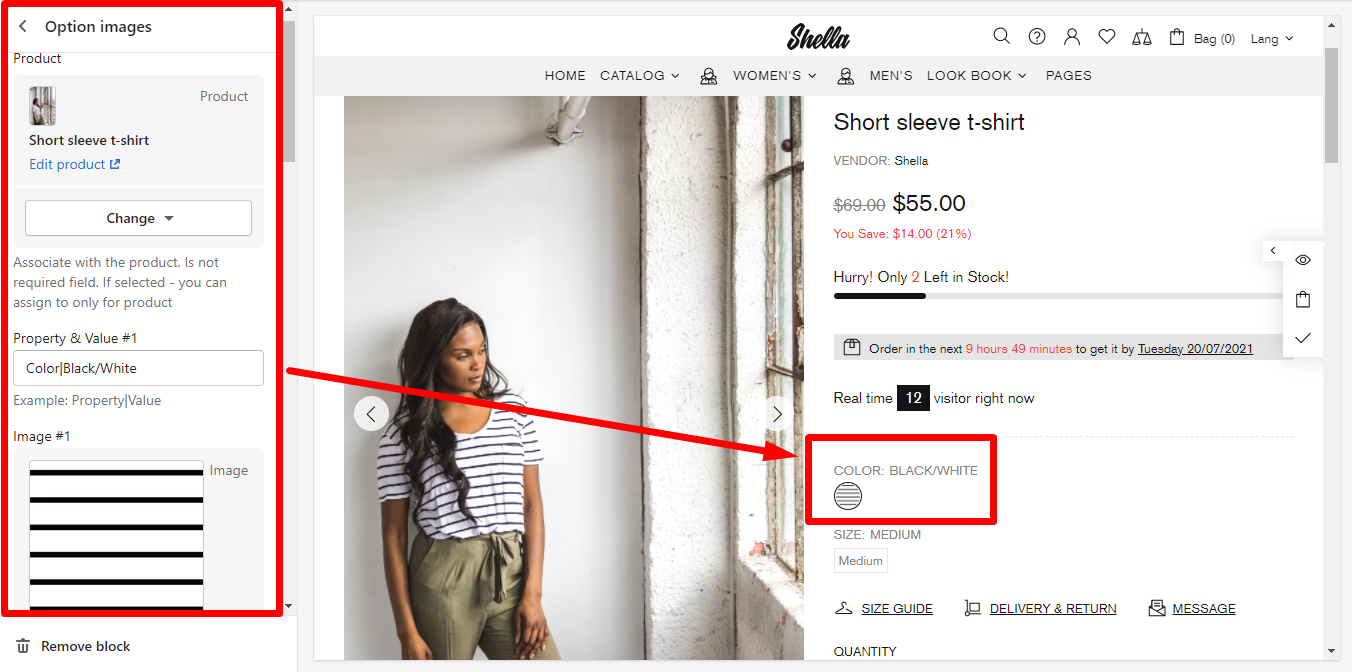 Option images
Product
Product
Short sleeve t-shirt
Edit product
Change
Associate with the product. Is not
required field. If selected - you can
assign to only for product
Property & Value #1
Color|Black/White
Example: Property|Value
Image #1
Image
Remove block
Shella
Bag (0)
Lang
HOME
CATALOG
WOMEN'S
MEN'S
LOOK BOOK
PAGES
Short sleeve t-shirt
VENDOR: Shella
$69.00 $55.00
You Save: $14.00 (21%)
Hurry! Only 2 Left in Stock!
Order in the next 9 hours 49 minutes to get it by Tuesday 20/07/2021
Real time 12 visitor right now
COLOR: BLACK/WHITE
SIZE: MEDIUM
Medium
SIZE GUIDE
DELIVERY & RETURN
MESSAGE
QUANTITY